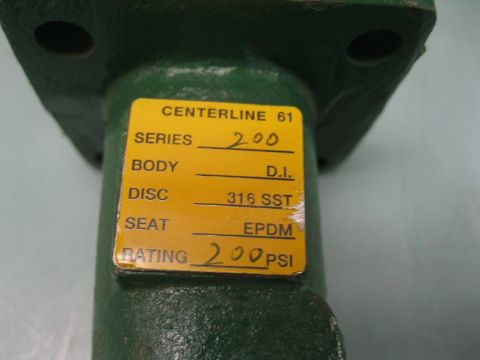 CENTERLINE 61
SERIES 200
BODY D.I.
DISC 316 SST
SEAT EPDM
RATING 200 PSI